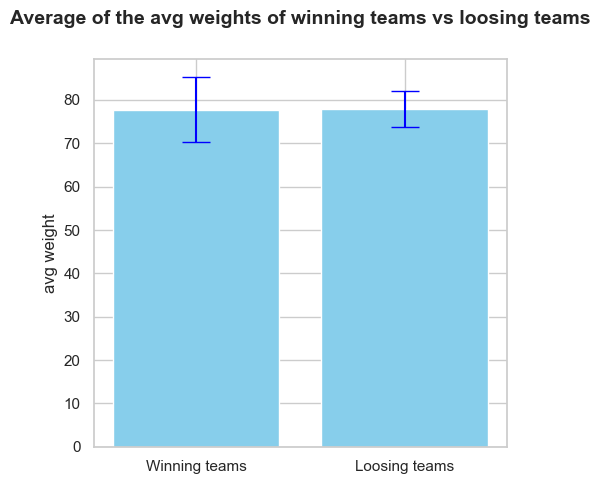 Average of the avg weights of winning teams vs loosing teams
avg weight
80
70
60
50
40
30
20
10
0
Winning teams
Loosing teams